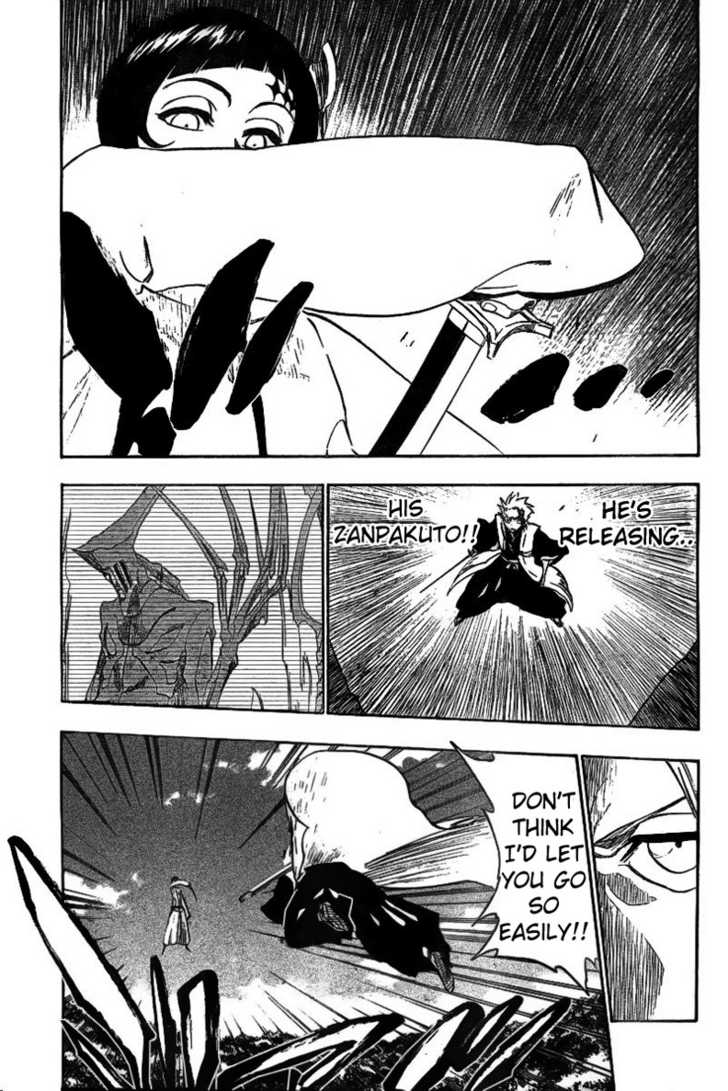 HE'S
RELEASING..
HIS
ZANPAKUTO!!
DON'T
THINK
I'D LET
YOU GO
SO
EASILY!!